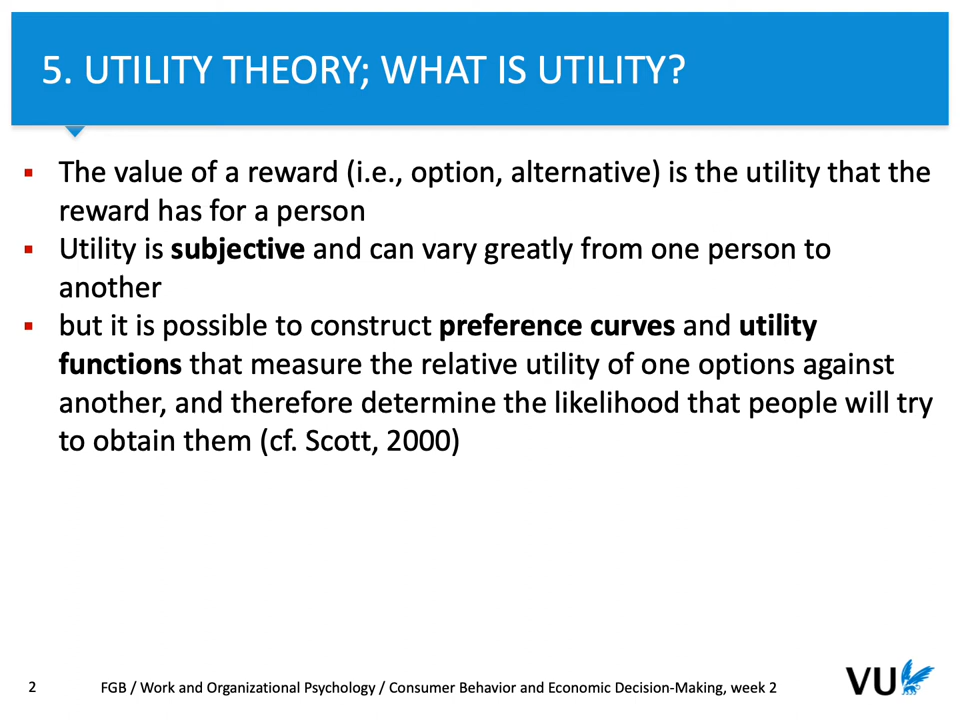 5. UTILITY THEORY; WHAT IS UTILITY?
▪ The value of a reward (i.e., option, alternative) is the utility that the
reward has for a person
▪ Utility is subjective and can vary greatly from one person to
another
▪ but it is possible to construct preference curves and utility
functions that measure the relative utility of one options against
another, and therefore determine the likelihood that people will try
to obtain them (cf. Scott, 2000)
2 FGB / Work and Organizational Psychology / Consumer Behavior and Economic Decision-Making, week 2
VU